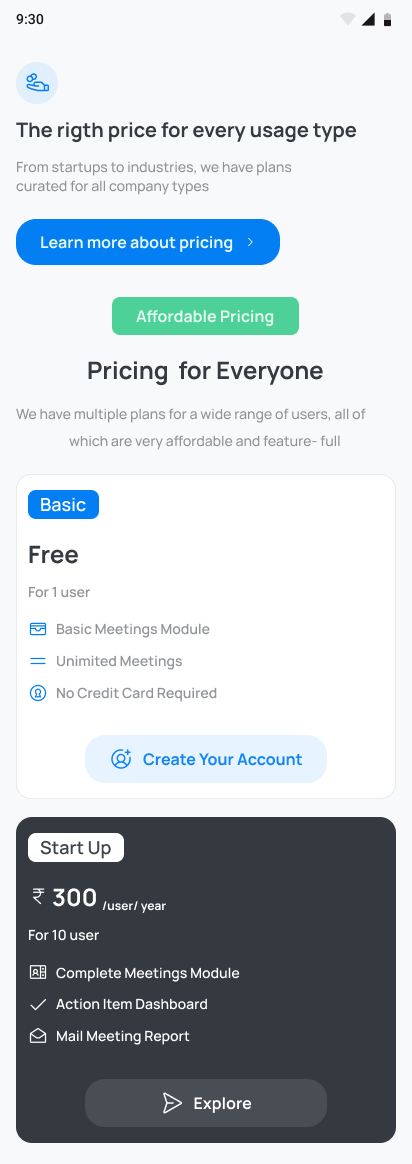 9:30
The rigth price for every usage type
From startups to industries, we have plans
curated for all company types
Learn more about pricing
Affordable Pricing
Pricing for Everyone
We have multiple plans for a wide range of users, all of
which are very affordable and feature- full
Basic
Free
For 1 user
Basic Meetings Module
Unimited Meetings
No Credit Card Required
Create Your Account
Start Up
₹ 300 /user/ year
For 10 user
Complete Meetings Module
Action Item Dashboard
Mail Meeting Report
Explore